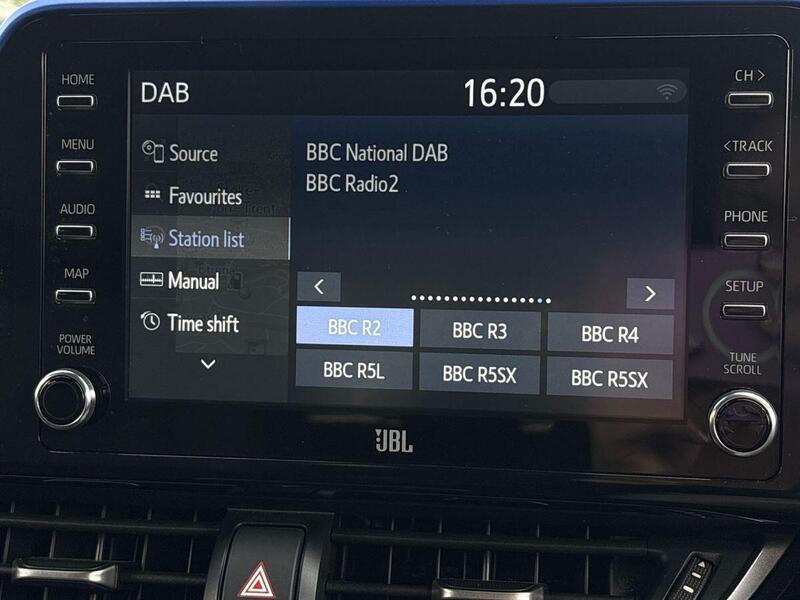 HOME
MENU
AUDIO
MAP
POWER
VOLUME
DAB
16:20
Source
Favourites
Station list
Manual
Time shift
BBC National DAB
BBC Radio2
<
>
BBC R2
BBC R3
BBC R4
BBC R5L
BBC R5SX
BBC R5SX
CH >
< TRACK
PHONE
SETUP
TUNE
SCROLL
JBL